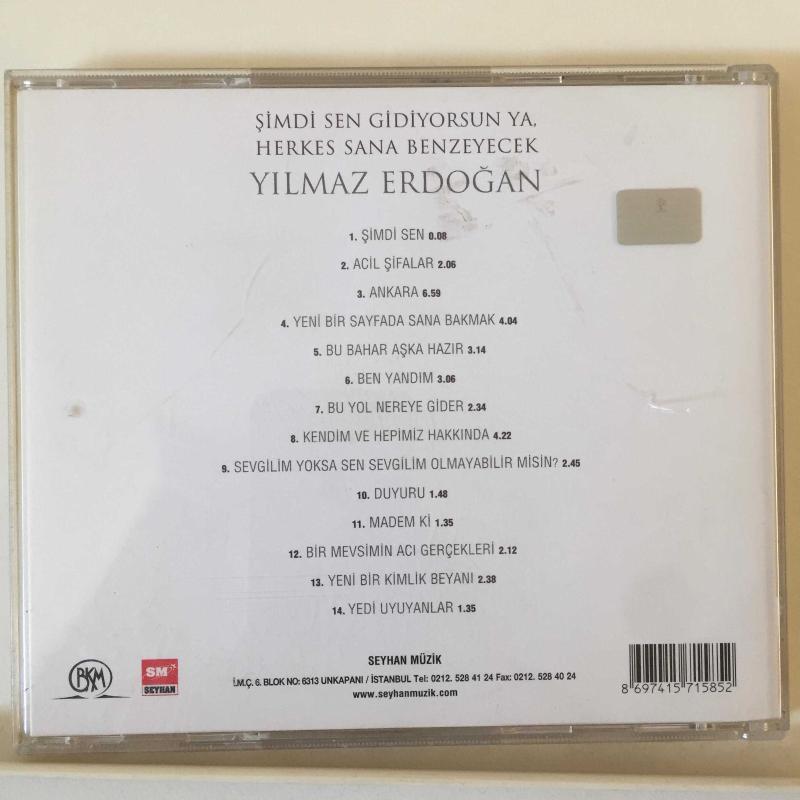 ŞİMDİ SEN GİDİYORSUN YA,
HERKES SANA BENZEYECEK
YILMAZ ERDOĞAN
1. ŞİMDİ SEN 0.08
2. ACİL ŞİFALAR 2.06
3. ANKARA 6.59
4. YENİ BİR SAYFADA SANA BAKMAK 4.04
5. BU BAHAR AŞKA HAZIR 3.14
6. BEN YANDIM 3.06
7. BU YOL NEREYE GİDER 2.34
8. KENDİM VE HEPİMİZ HAKKINDA 4.22
9. SEVGİLİM YOKSA SEN SEVGİLİM OLMAYABİLİR MİSİN? 2.45
10. DUYURU 1.48
11. MADEM Kİ 1.35
12. BİR MEVSİMİN ACI GERÇEKLERİ 2.12
13. YENİ BİR KİMLİK BEYANI 2.38
14. YEDİ UYUYANLAR 1.35
BKM
SM
SEYHAN
SEYHAN MÜZİK
İ.M.Ç. 6. BLOK NO: 6313 UNKAPANI / İSTANBUL Tel: 0212. 528 41 24 Fax: 0212. 528 40 24
www.seyhanmuzik.com
8 697415 715852